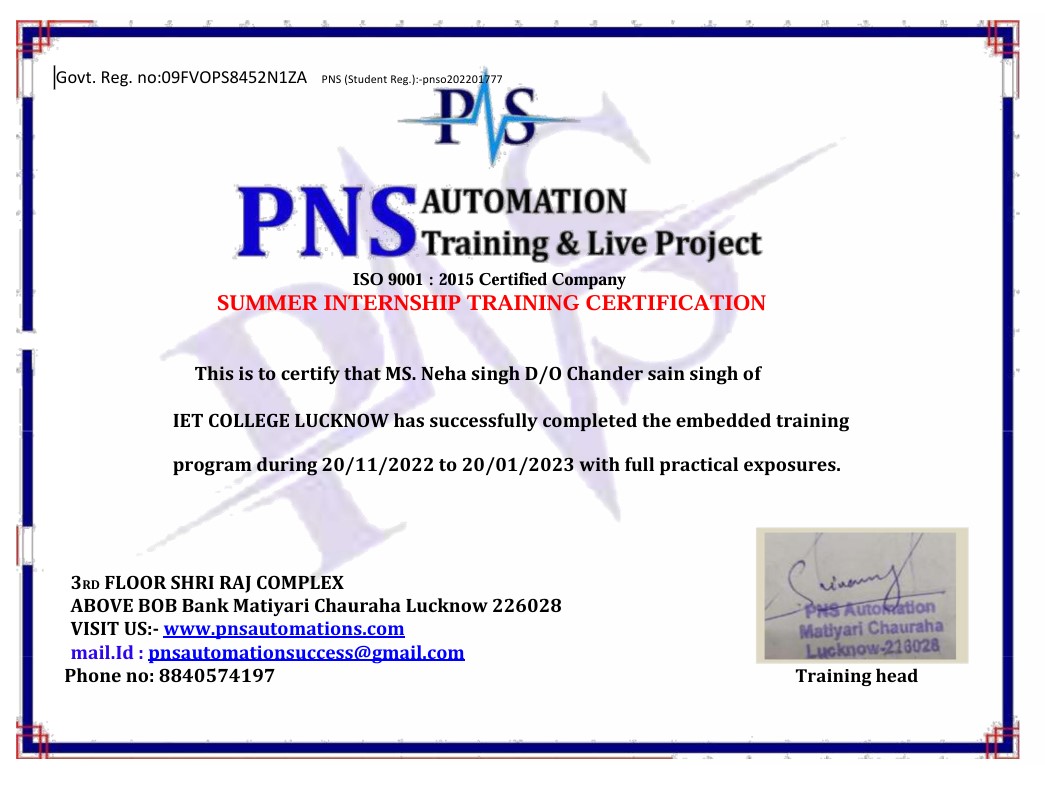 Govt. Reg. no:09FVOPS8452N1ZA PNS (Student Reg.):-pnso202201777
PNS
PNS AUTOMATION
Training & Live Project
ISO 9001 : 2015 Certified Company
SUMMER INTERNSHIP TRAINING CERTIFICATION
This is to certify that MS. Neha singh D/O Chander sain singh of
IET COLLEGE LUCKNOW has successfully completed the embedded training
program during 20/11/2022 to 20/01/2023 with full practical exposures.
3RD FLOOR SHRI RAJ COMPLEX
ABOVE BOB Bank Matiyari Chauraha Lucknow 226028
VISIT US:- www.pnsautomations.com
mail.Id : pnsautomationsuccess@gmail.com
Phone no: 8840574197
PNS Automation
Matiyari Chauraha
Lucknow-226028
Training head